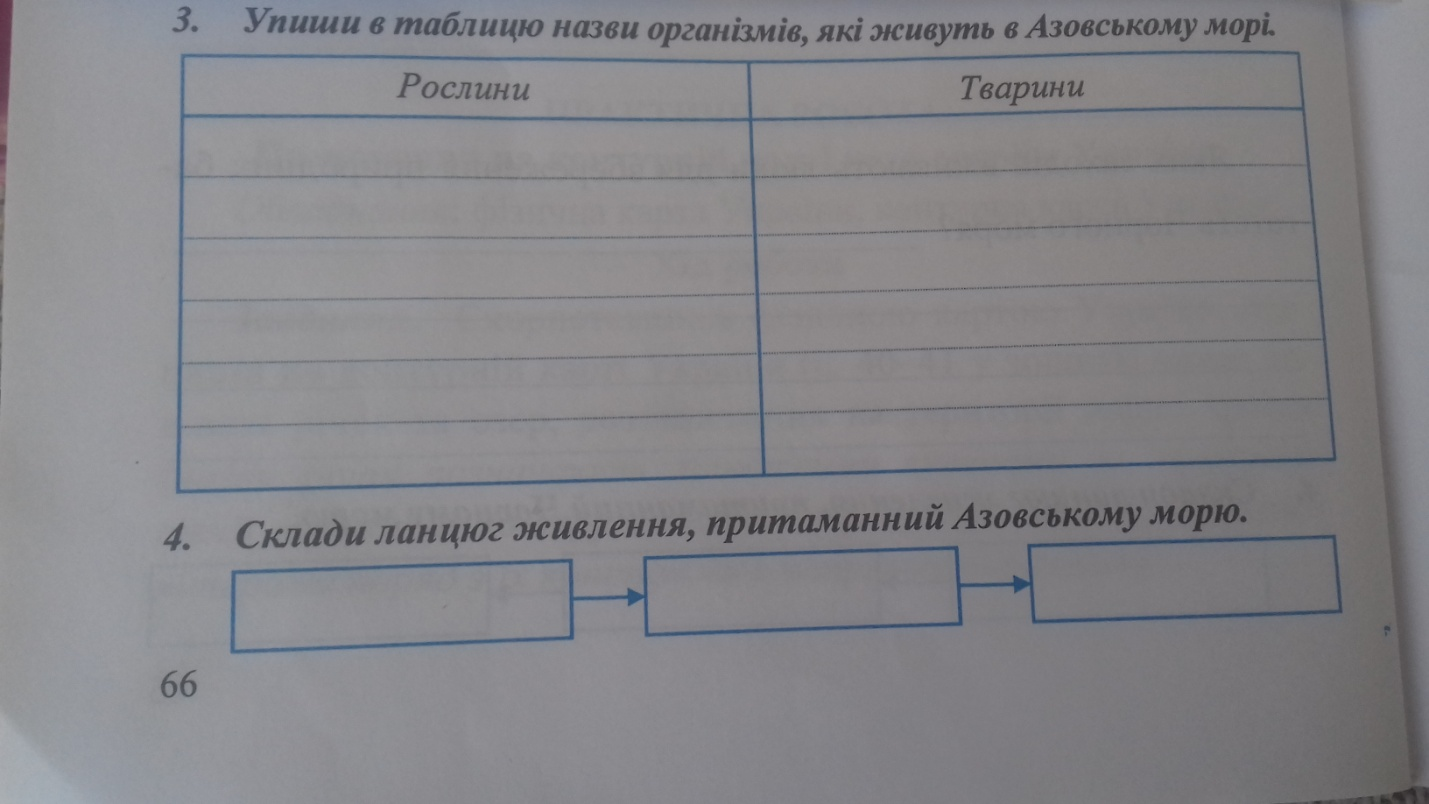 3. Упиши в таблицю назви організмів, які живуть в Азовському морі.
Рослини Тварини
4. Склади ланцюг живлення, притаманний Азовському морю.
66